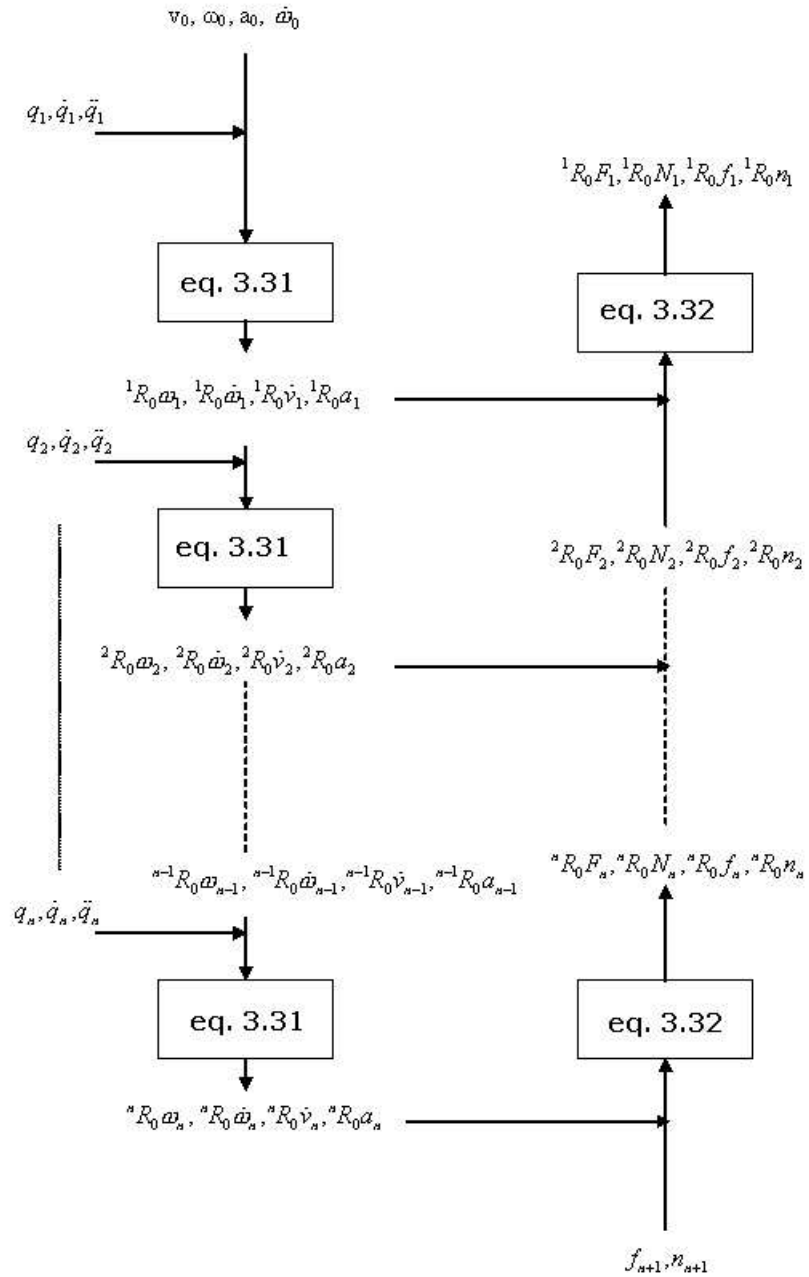 v₀, ω₀, a₀, ω̇₀
q₁, q̇₁, q̈₁
¹R₀F₁, ¹R₀N₁, ¹R₀f₁, ¹R₀n₁
eq. 3.31
eq. 3.32
¹R₀ω₁, ¹R₀ω̇₁, ¹R₀v̇₁, ¹R₀a₁
q₂, q̇₂, q̈₂
eq. 3.31
²R₀F₂, ²R₀N₂, ²R₀f₂, ²R₀n₂
²R₀ω₂, ²R₀ω̇₂, ²R₀v̇₂, ²R₀a₂
ⁿR₀Fₙ, ⁿR₀Nₙ, ⁿR₀fₙ, ⁿR₀nₙ
ⁿ⁻¹R₀ωₙ₋₁, ⁿ⁻¹R₀ω̇ₙ₋₁, ⁿ⁻¹R₀v̇ₙ₋₁, ⁿ⁻¹R₀aₙ₋₁
qₙ, q̇ₙ, q̈ₙ
eq. 3.31
eq. 3.32
ⁿR₀ωₙ, ⁿR₀ω̇ₙ, ⁿR₀v̇ₙ, ⁿR₀aₙ
fₙ₊₁, nₙ₊₁